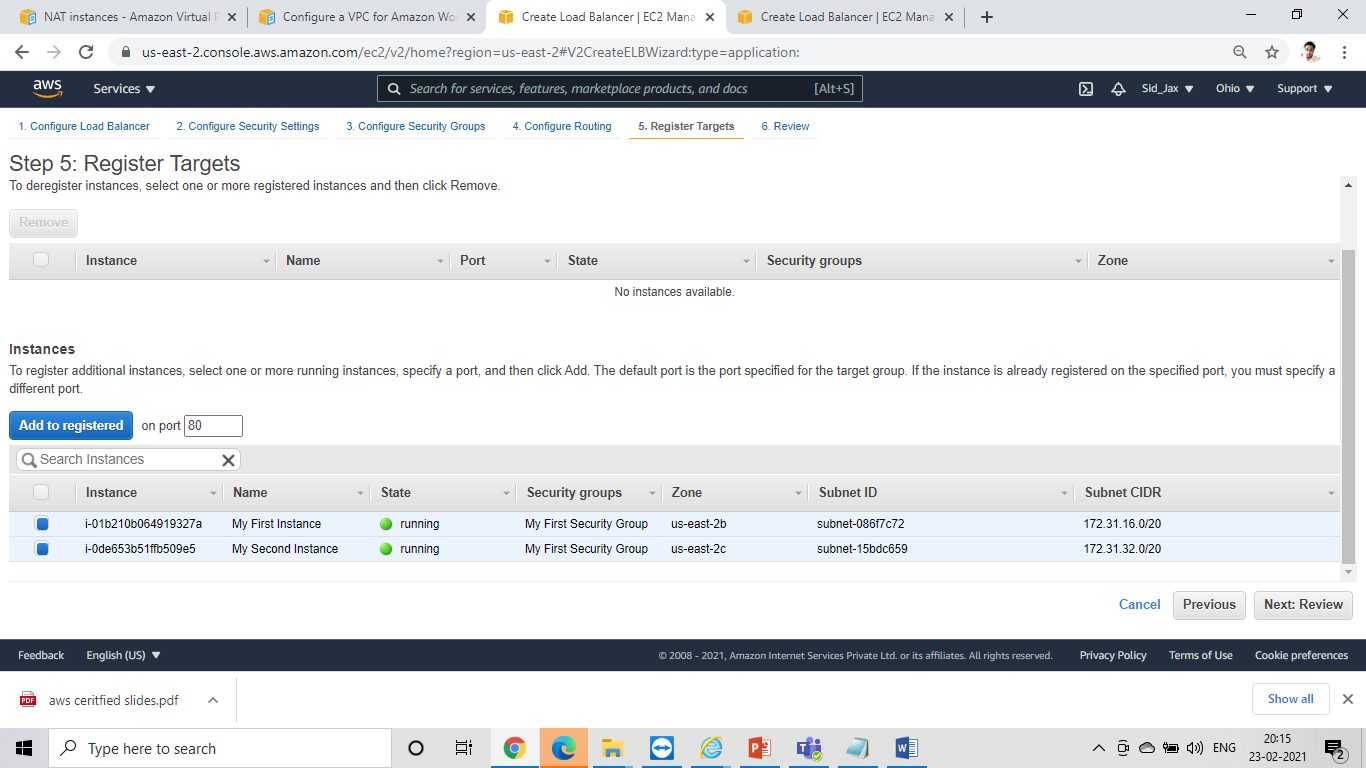 NAT instances - Amazon Virtual P
Configure a VPC for Amazon Wo
Create Load Balancer | EC2 Mana
Create Load Balancer | EC2 Mana
us-east-2.console.aws.amazon.com/ec2/v2/home?region=us-east-2#V2CreateELBWizard:type=application:
aws
Services
Search for services, features, marketplace products, and docs
[Alt+S]
Sid_Jax
Ohio
Support
1. Configure Load Balancer
2. Configure Security Settings
3. Configure Security Groups
4. Configure Routing
5. Register Targets
6. Review
Step 5: Register Targets
To deregister instances, select one or more registered instances and then click Remove.
Remove
Instance Name Port State Security groups Zone
No instances available.
Instances
To register additional instances, select one or more running instances, specify a port, and then click Add. The default port is the port specified for the target group. If the instance is already registered on the specified port, you must specify a
different port.
Add to registered on port 80
Search Instances
Instance Name State Security groups Zone Subnet ID Subnet CIDR
i-01b210b064919327a My First Instance running My First Security Group us-east-2b subnet-086f7c72 172.31.16.0/20
i-0de653b51ffb509e5 My Second Instance running My First Security Group us-east-2c subnet-15bdc659 172.31.32.0/20
Cancel Previous Next: Review
Feedback English (US) © 2008 - 2021, Amazon Internet Services Private Ltd. or its affiliates. All rights reserved. Privacy Policy Terms of Use Cookie preferences
PDF aws ceritfied slides.pdf Show all
Type here to search
ENG
20:15
23-02-2021
2